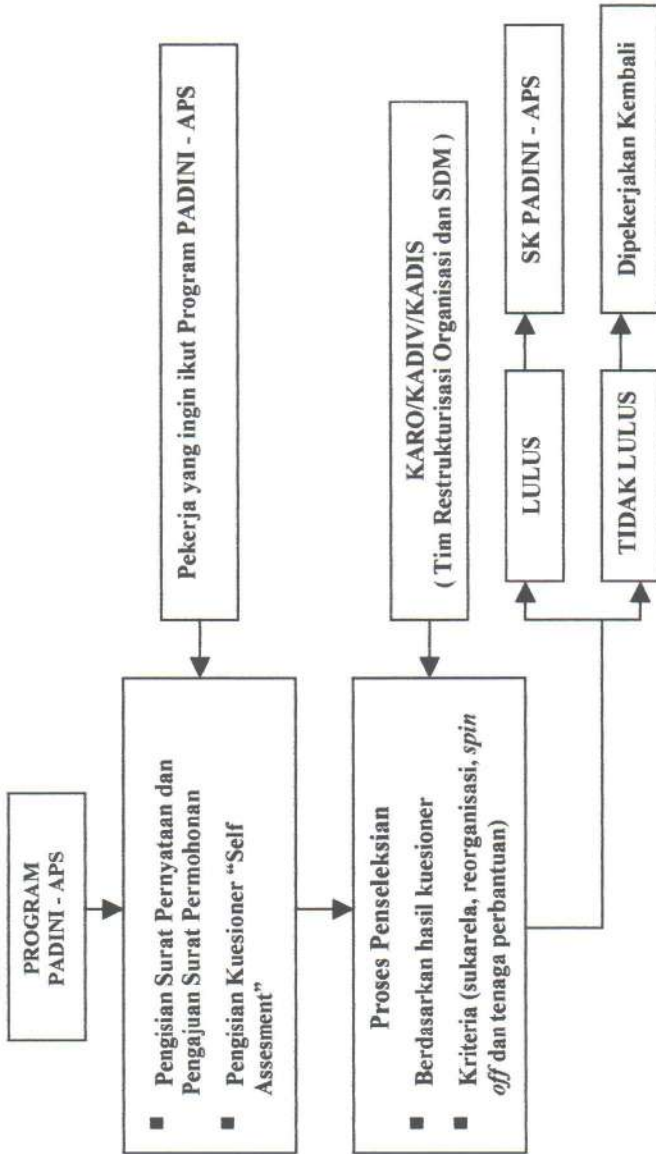 PROGRAM
PADINI - APS
■ Pengisian Surat Pernyataan dan
Pengajuan Surat Permohonan
■ Pengisian Kuesioner “Self
Assesment”
Pekerja yang ingin ikut Program PADINI - APS
Proses Penseleksian
■ Berdasarkan hasil kuesioner
■ Kriteria (sukarela, reorganisasi, spin
off dan tenaga perbantuan)
KARO/KADIV/KADIS
( Tim Restrukturisasi Organisasi dan SDM )
LULUS
SK PADINI - APS
TIDAK LULUS
Dipekerjakan Kembali